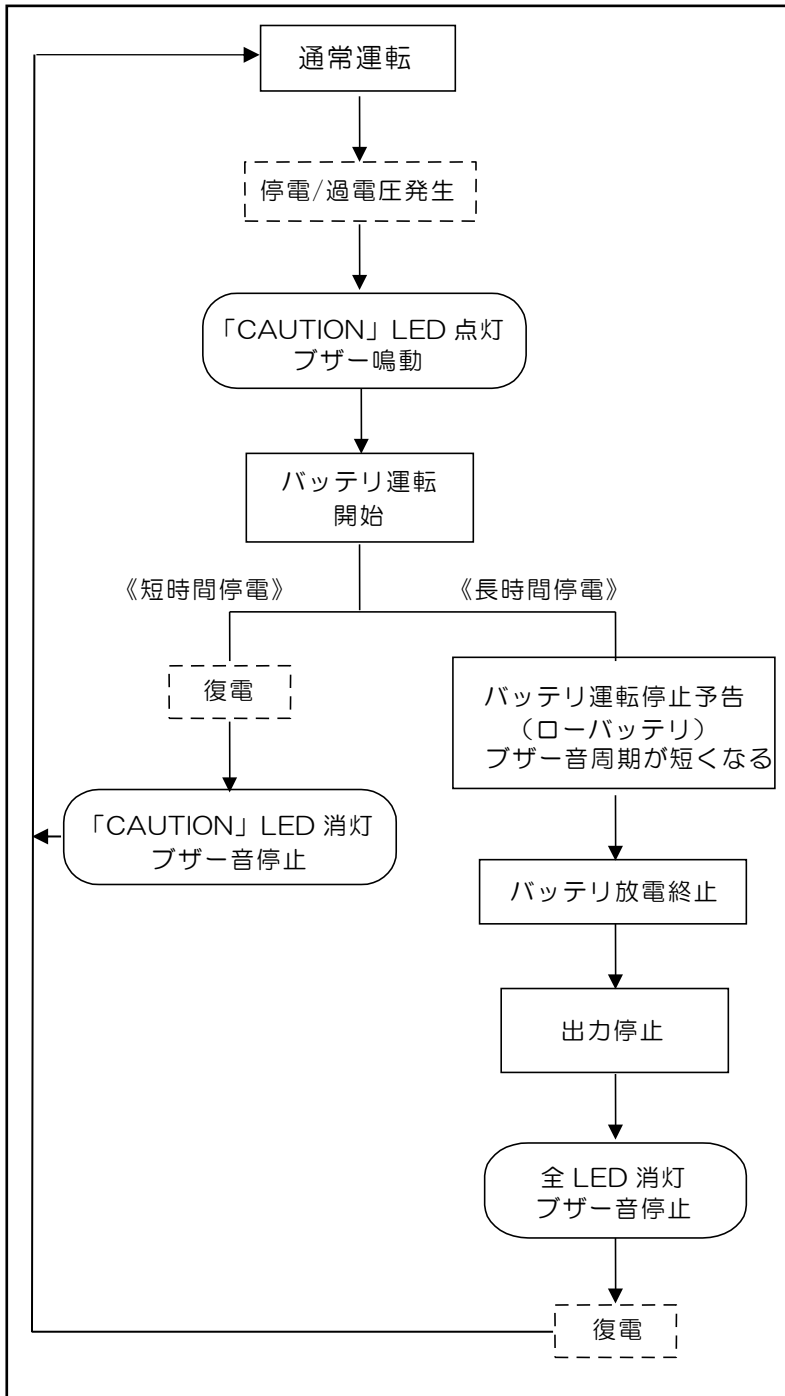 通常運転
停電/過電圧発生
「CAUTION」LED 点灯
ブザー鳴動
バッテリ運転
開始
《短時間停電》
《長時間停電》
復電
「CAUTION」LED 消灯
ブザー音停止
バッテリ運転停止予告
（ローバッテリ）
ブザー音周期が短くなる
バッテリ放電終止
出力停止
全 LED 消灯
ブザー音停止
復電